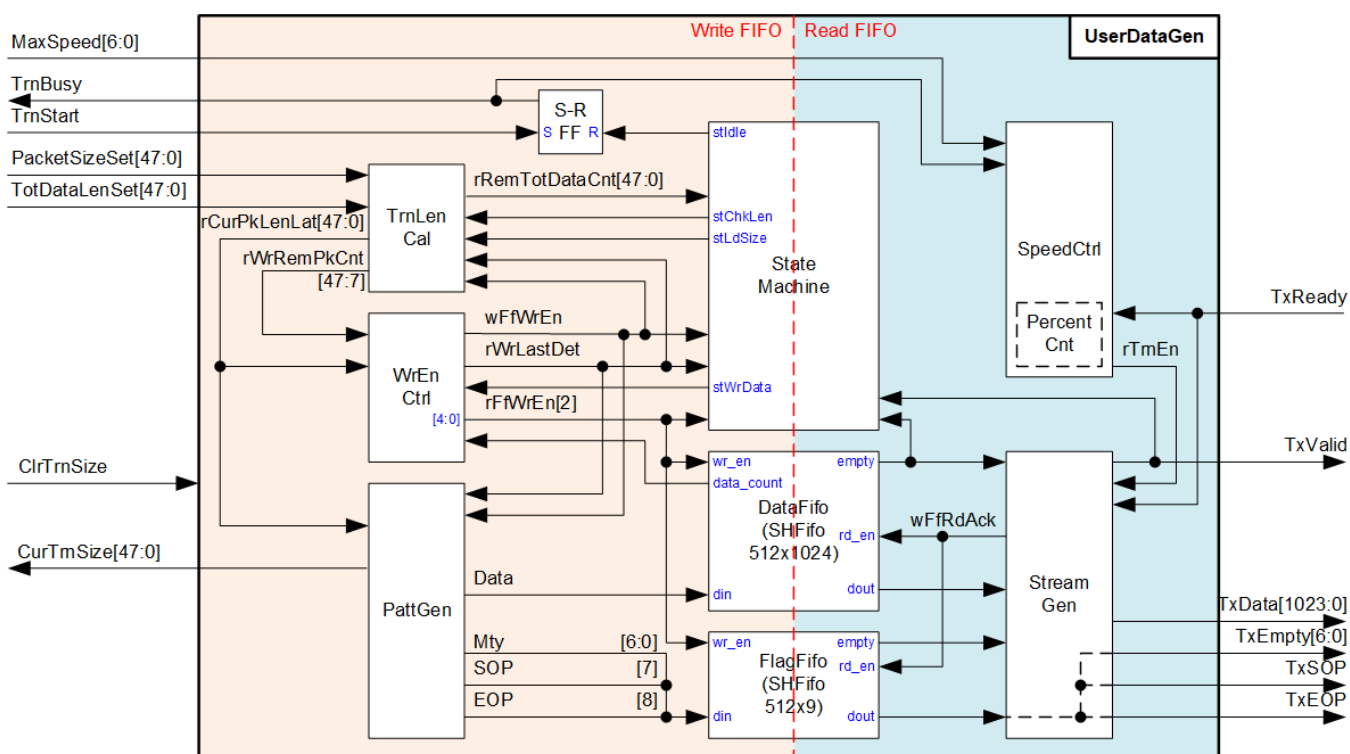 Write FIFO
Read FIFO
UserDataGen
MaxSpeed[6:0]
TrnBusy
TrnStart
PacketSizeSet[47:0]
TotDataLenSet[47:0]
S-R
S FF R
stIdle
rRemTotDataCnt[47:0]
rCurPkLenLat[47:0]
TrnLen
Cal
stChkLen
stLdSize
rWrRemPkCnt
[47:7]
State
Machine
SpeedCtrl
TxReady
Percent
Cnt
rTrnEn
wFfWrEn
rWrLastDet
WrEn
Ctrl
stWrData
rFfWrEn[2]
[4:0]
ClrTrnSize
wr_en
empty
data_count
DataFifo
(SHFifo
512x1024)
wFfRdAck
rd_en
TxValid
CurTrnSize[47:0]
Data
din
dout
Stream
Gen
PattGen
TxData[1023:0]
Mty
[6:0]
wr_en
empty
TxEmpty[6:0]
SOP
[7]
FlagFifo
rd_en
(SHFifo
TxSOP
EOP
[8]
512x9)
din
dout
TxEOP